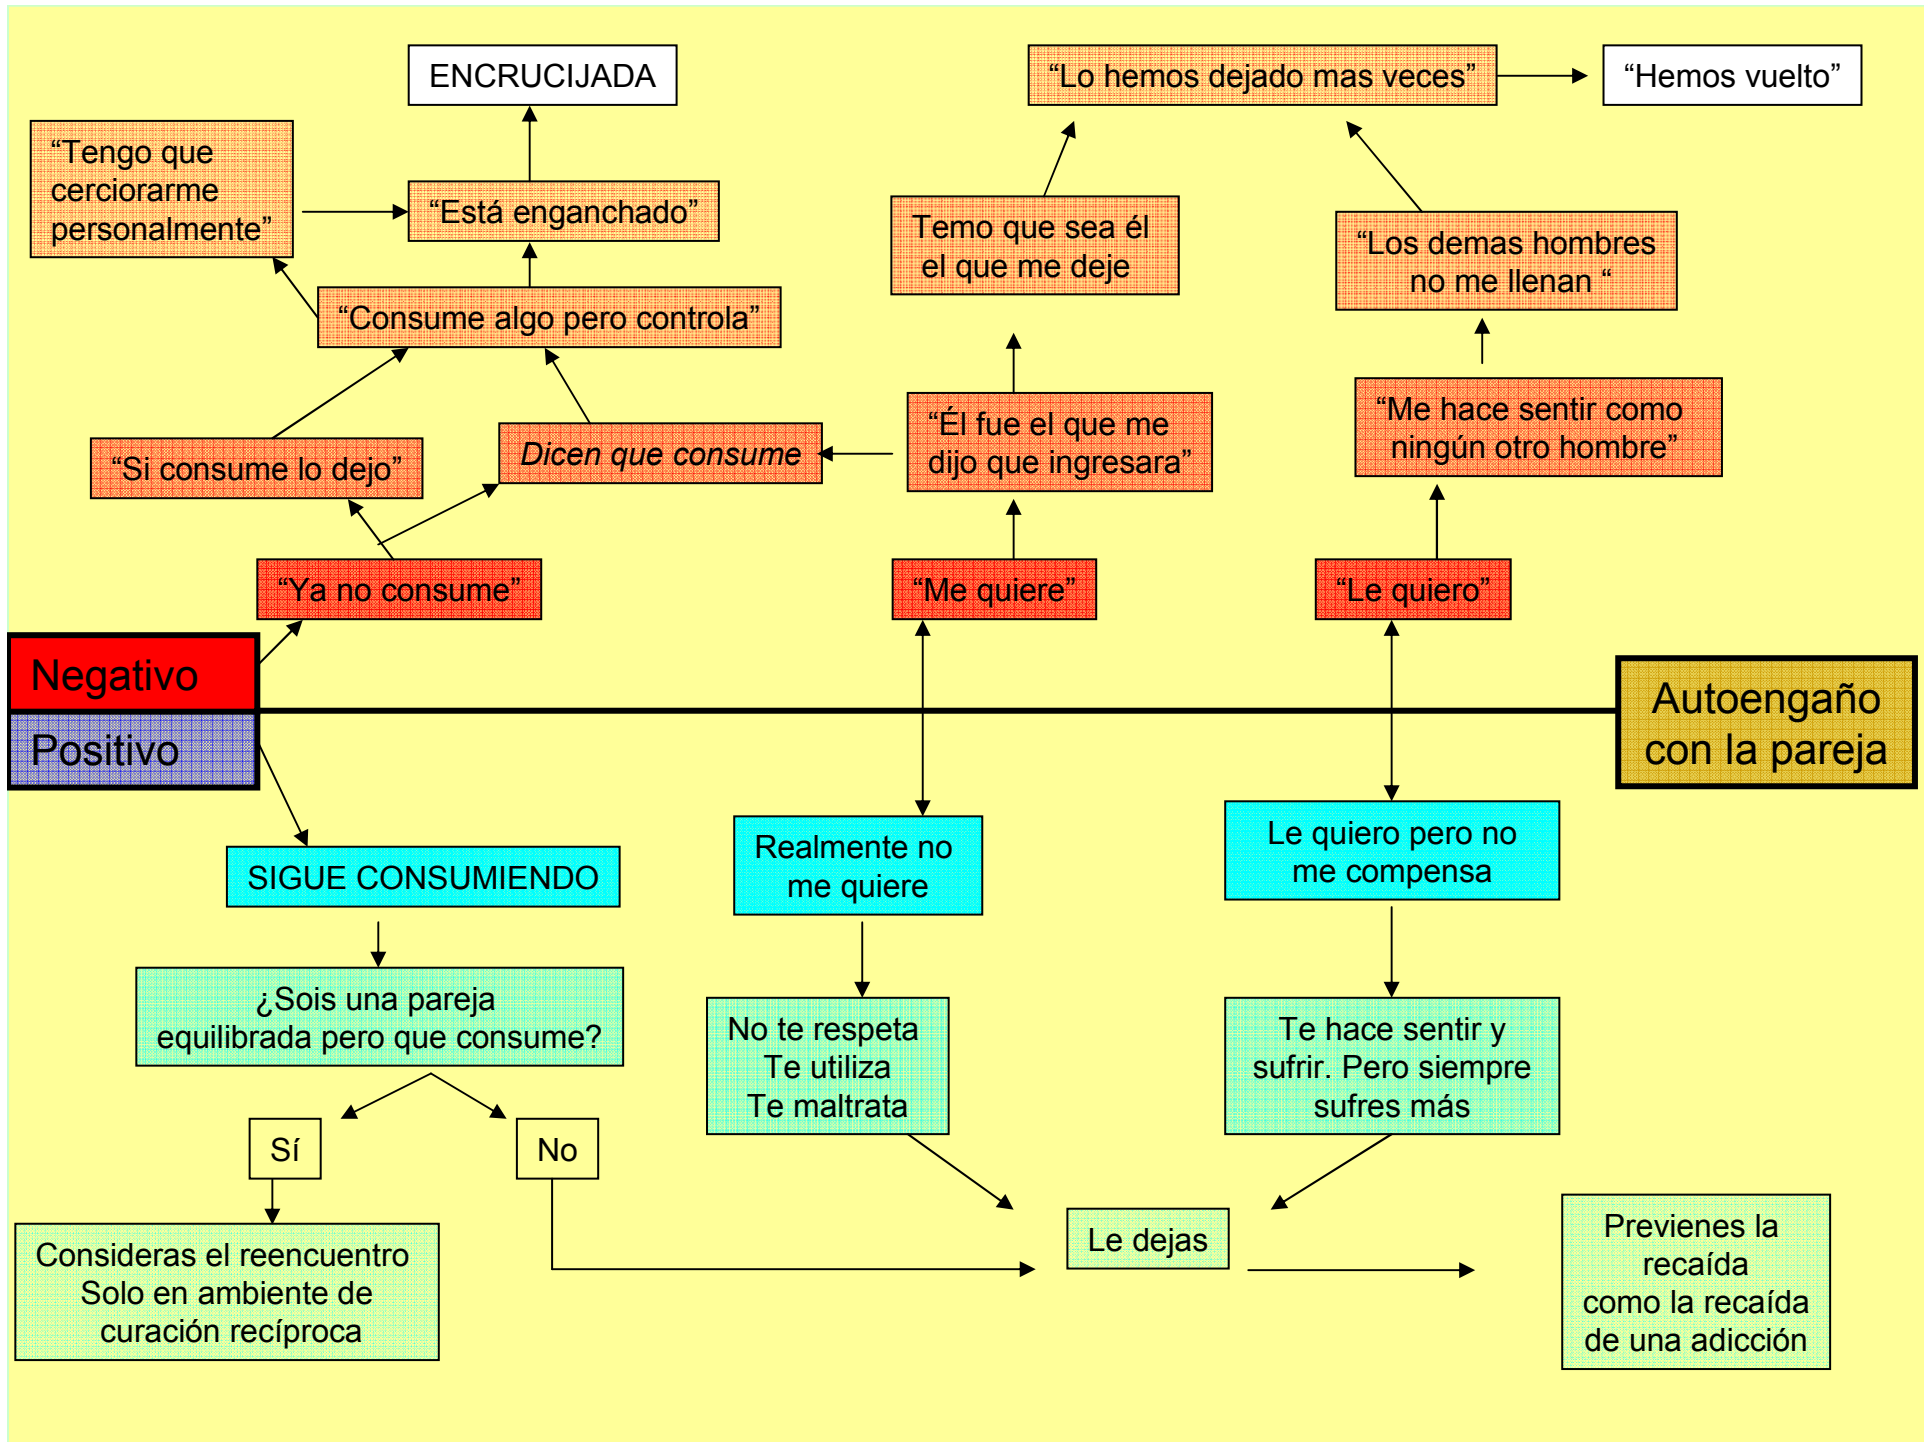 ENCRUCIJADA
“Lo hemos dejado mas veces”
“Hemos vuelto”
“Tengo que
cerciorarme
personalmente”
“Está enganchado”
Temo que sea él
el que me deje
“Los demas hombres
no me llenan “
“Consume algo pero controla”
“Si consume lo dejo”
Dicen que consume
“Él fue el que me
dijo que ingresara”
“Me hace sentir como
ningún otro hombre”
“Ya no consume”
“Me quiere”
“Le quiero”
Negativo
Positivo
Autoengaño
con la pareja
SIGUE CONSUMIENDO
Realmente no
me quiere
Le quiero pero no
me compensa
¿Sois una pareja
equilibrada pero que consume?
No te respeta
Te utiliza
Te maltrata
Te hace sentir y
sufrir. Pero siempre
sufres más
Sí
No
Consideras el reencuentro
Solo en ambiente de
curación recíproca
Le dejas
Previenes la
recaída
como la recaída
de una adicción